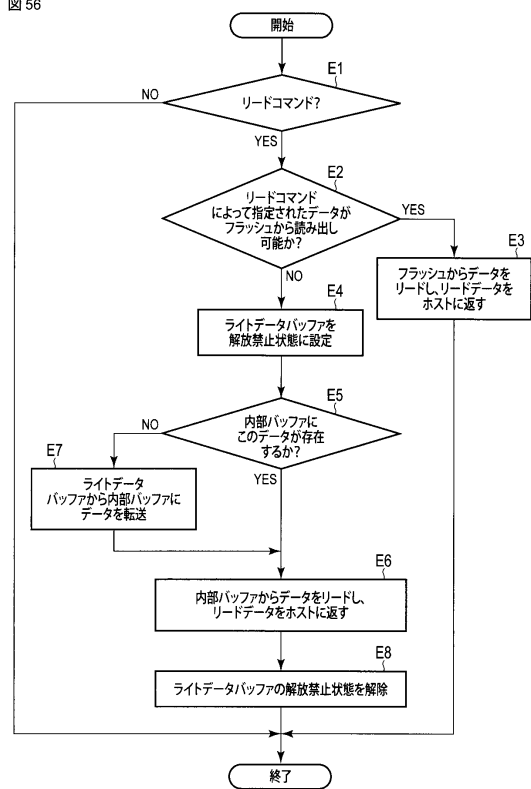 図 56
開始
E1
リードコマンド?
NO
YES
E2
リードコマンド
によって指定されたデータが
フラッシュから読み出し
可能か?
YES
NO
E3
フラッシュからデータを
リードし、リードデータを
ホストに返す
E4
ライトデータバッファを
解放禁止状態に設定
E5
内部バッファに
このデータが存在
するか?
NO
YES
E7
ライトデータ
バッファから内部バッファに
データを転送
E6
内部バッファからデータをリードし、
リードデータをホストに返す
E8
ライトデータバッファの解放禁止状態を解除
終了